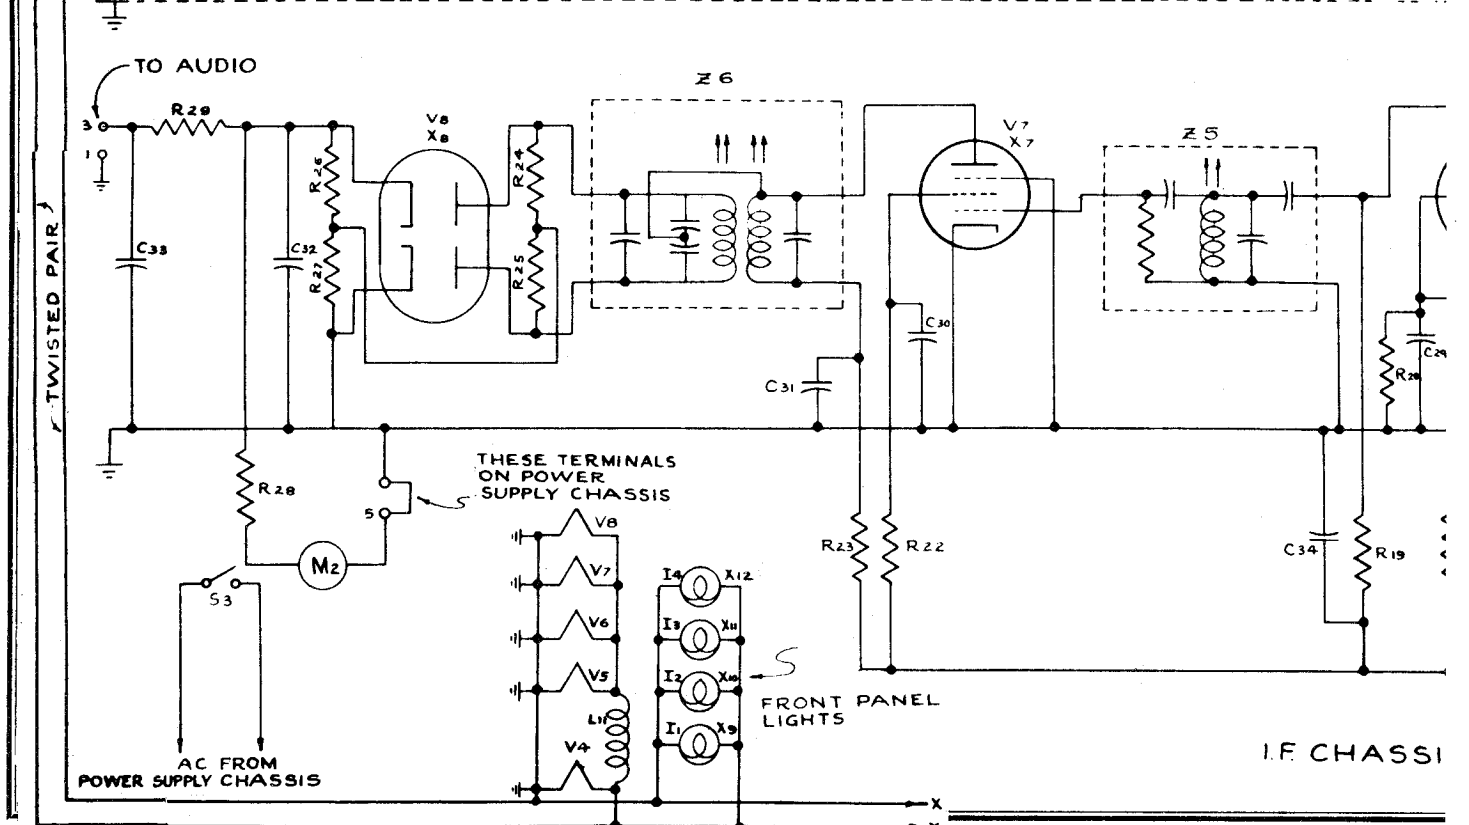 TO AUDIO
Z 6
R29
3
1
V8
X8
V7
X7
Z 5
R26
R24
C33
C32
R27
R25
TWISTED PAIR
C30
C29
C31
R28
THESE TERMINALS
ON POWER
SUPPLY CHASSIS
5
M2
S3
V8
V7
V6
V5
L11
V4
I4
X12
I3
X11
I2
X10
I1
X9
R23
R22
C34
R19
FRONT PANEL
LIGHTS
I.F. CHASSI
AC FROM
POWER SUPPLY CHASSIS
X